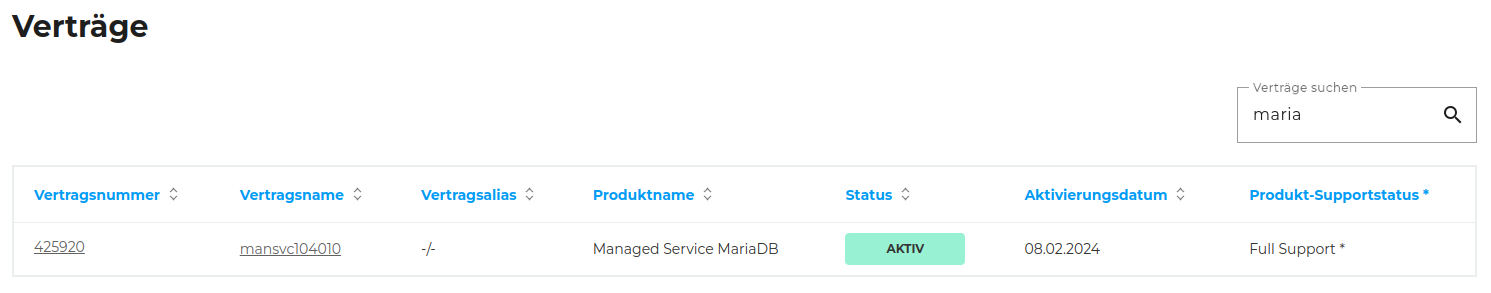 Verträge
Verträge suchen
maria
Vertragsnummer Vertragsname Vertragsalias Produktname Status Aktivierungsdatum Produkt-Supportstatus *
425920 mansvc104010 -/- Managed Service MariaDB AKTIV 08.02.2024 Full Support *